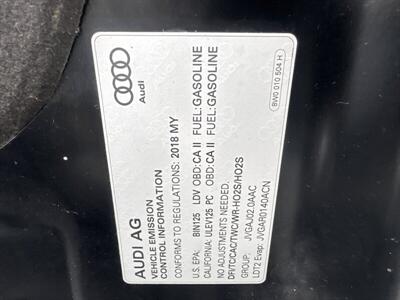 Audi
AUDI AG
VEHICLE EMISSION
CONTROL INFORMATION
CONFORMS TO REGULATIONS: 2018 MY
U.S. EPA: BIN125 LDV OBD: CA II FUEL: GASOLINE
CALIFORNIA: ULEV125 PC OBD: CA II FUEL: GASOLINE
NO ADJUSTMENTS NEEDED.
DFI/TC/CAC/TWC/WR-HO2S/HO2S
GROUP: JVGAJ02.0AAC
LDT2 Evap: JVGAR0140ACN
8W0 010 504 H